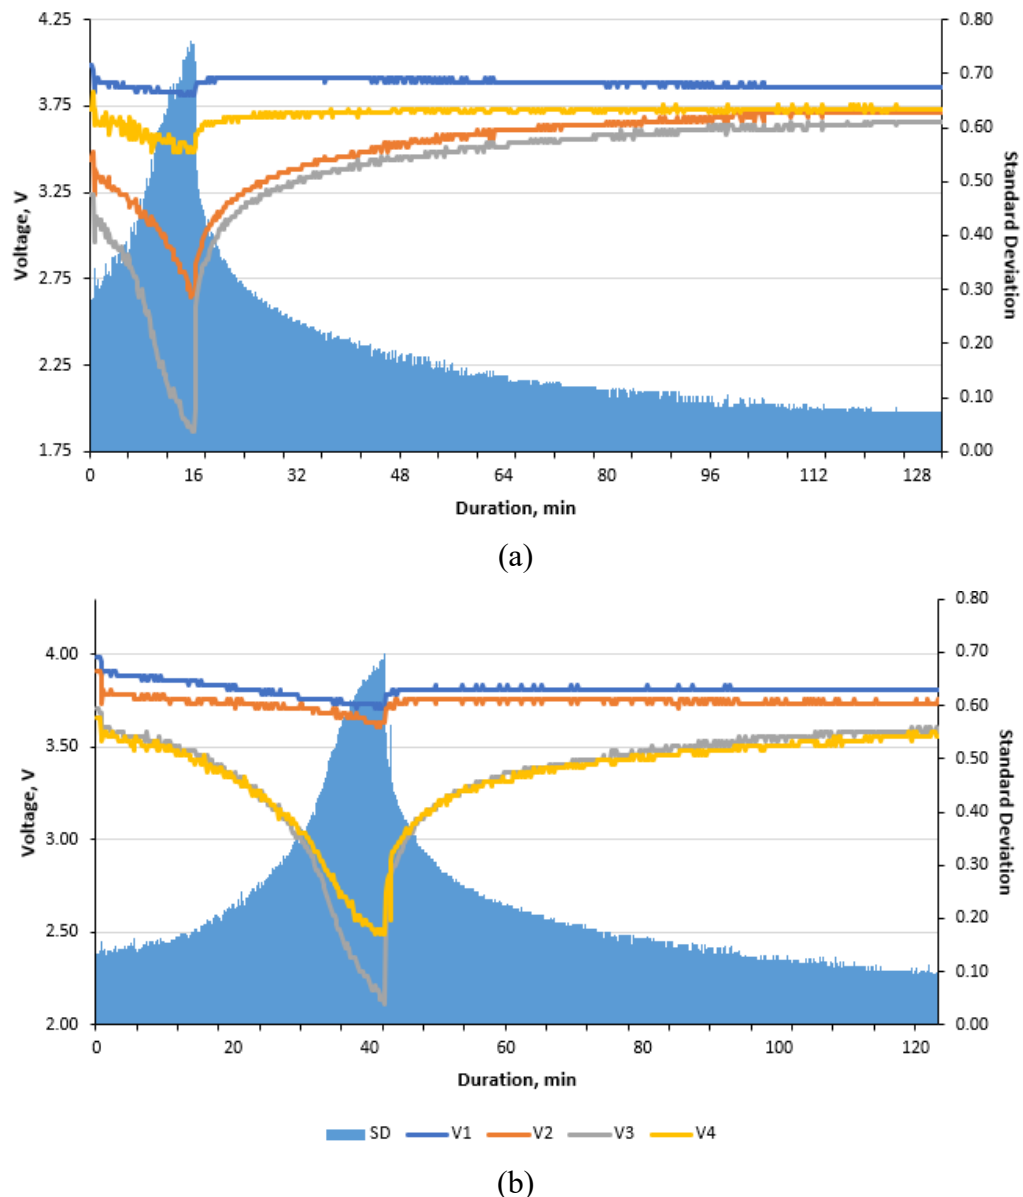 4.25
3.75
3.25
2.75
2.25
1.75
Voltage, V
0.80
0.70
0.60
0.50
0.40
0.30
0.20
0.10
0.00
Standard Deviation
0 16 32 48 64 80 96 112 128
Duration, min
(a)
4.00
3.50
3.00
2.50
2.00
Voltage, V
0.80
0.70
0.60
0.50
0.40
0.30
0.20
0.10
0.00
Standard Deviation
0 20 40 60 80 100 120
Duration, min
SD V1 V2 V3 V4
(b)